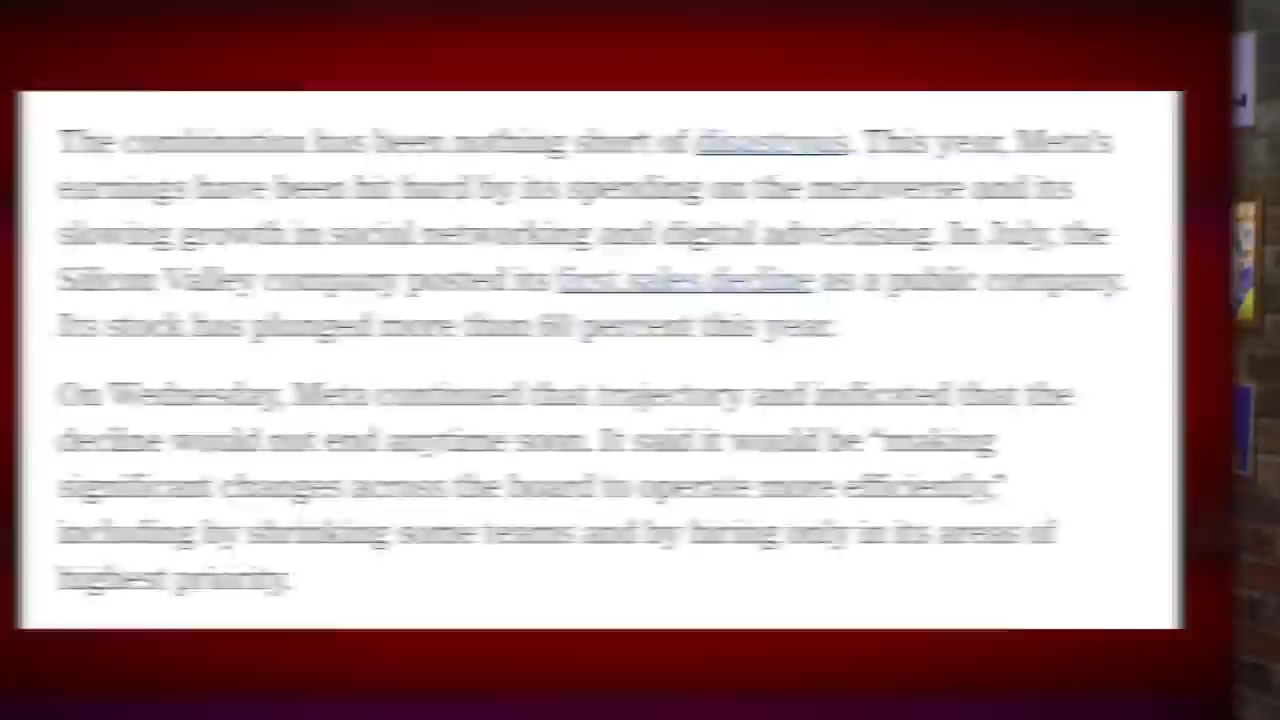 The combination has been nothing short of disastrous. This year, Meta's
earnings have been hit hard by its spending on the metaverse and its
slowing growth in social networking and digital advertising. In July, the
Silicon Valley company posted its first sales decline as a public company.
Its stock has plunged more than 60 percent this year.
On Wednesday, Meta continued that trajectory and indicated that the
decline would not end anytime soon. It said it would be "making
significant changes across the board to operate more efficiently,"
including by shrinking some teams and by hiring only in its areas of
highest priority.